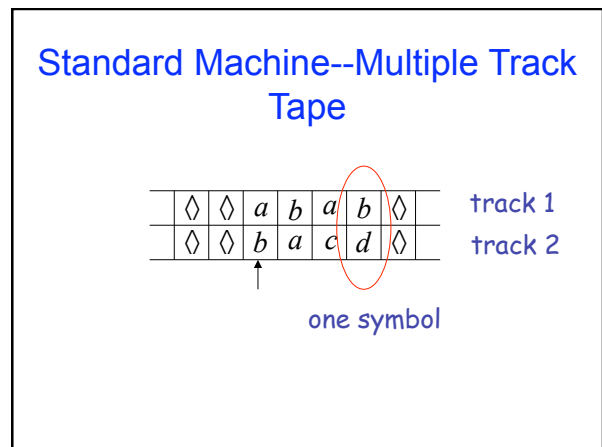 Standard Machine--Multiple Track
Tape
◊ ◊ a b a b ◊ track 1
◊ ◊ b a c d ◊ track 2
one symbol